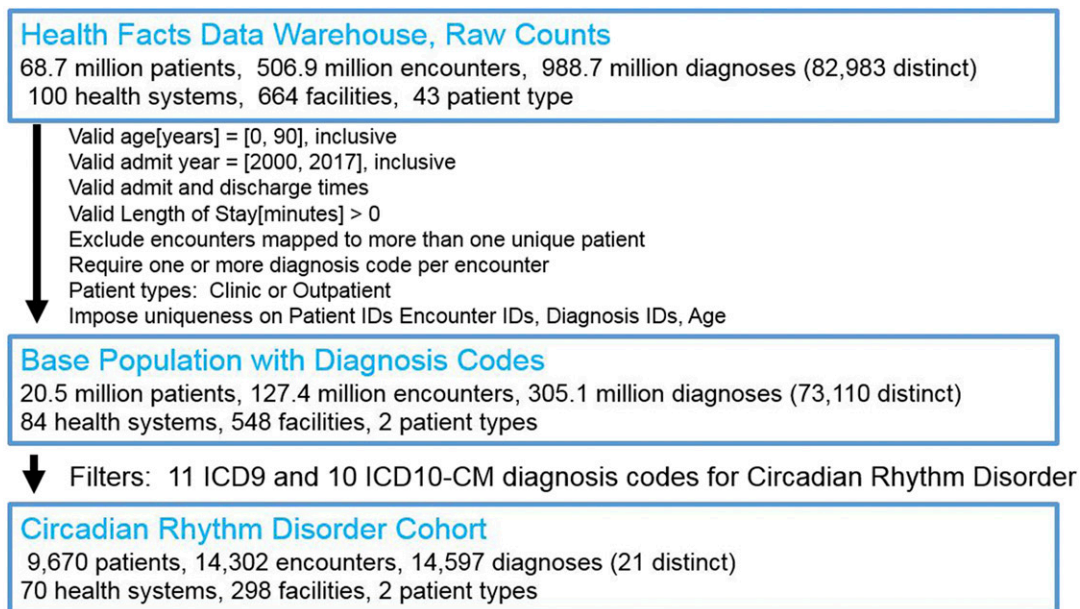 Health Facts Data Warehouse, Raw Counts
68.7 million patients, 506.9 million encounters, 988.7 million diagnoses (82,983 distinct)
100 health systems, 664 facilities, 43 patient type
Valid age[years] = [0, 90], inclusive
Valid admit year = [2000, 2017], inclusive
Valid admit and discharge times
Valid Length of Stay[minutes] > 0
Exclude encounters mapped to more than one unique patient
Require one or more diagnosis code per encounter
Patient types: Clinic or Outpatient
Impose uniqueness on Patient IDs Encounter IDs, Diagnosis IDs, Age
Base Population with Diagnosis Codes
20.5 million patients, 127.4 million encounters, 305.1 million diagnoses (73,110 distinct)
84 health systems, 548 facilities, 2 patient types
Filters: 11 ICD9 and 10 ICD10-CM diagnosis codes for Circadian Rhythm Disorder
Circadian Rhythm Disorder Cohort
9,670 patients, 14,302 encounters, 14,597 diagnoses (21 distinct)
70 health systems, 298 facilities, 2 patient types